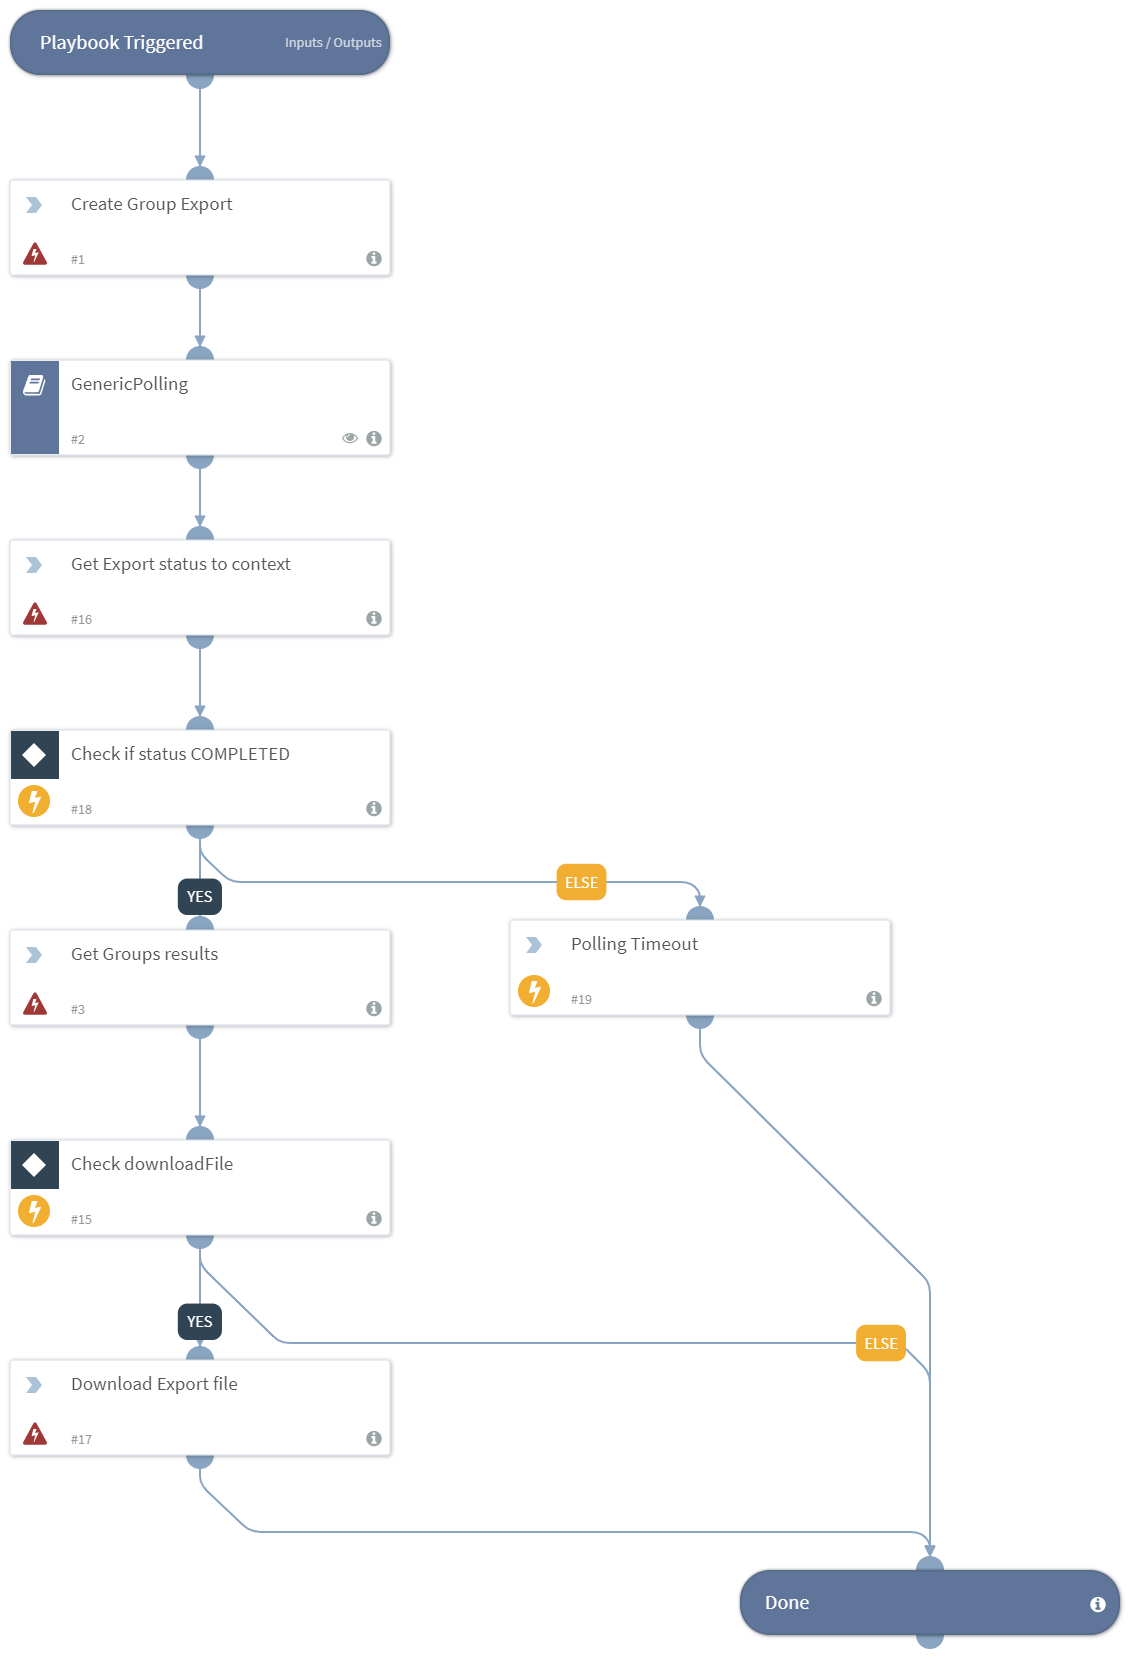 Playbook Triggered Inputs / Outputs
Create Group Export
#1
GenericPolling
#2
Get Export status to context
#16
Check if status COMPLETED
#18
ELSE
YES
Polling Timeout
#19
Get Groups results
#3
Check downloadFile
#15
YES
ELSE
Download Export file
#17
Done